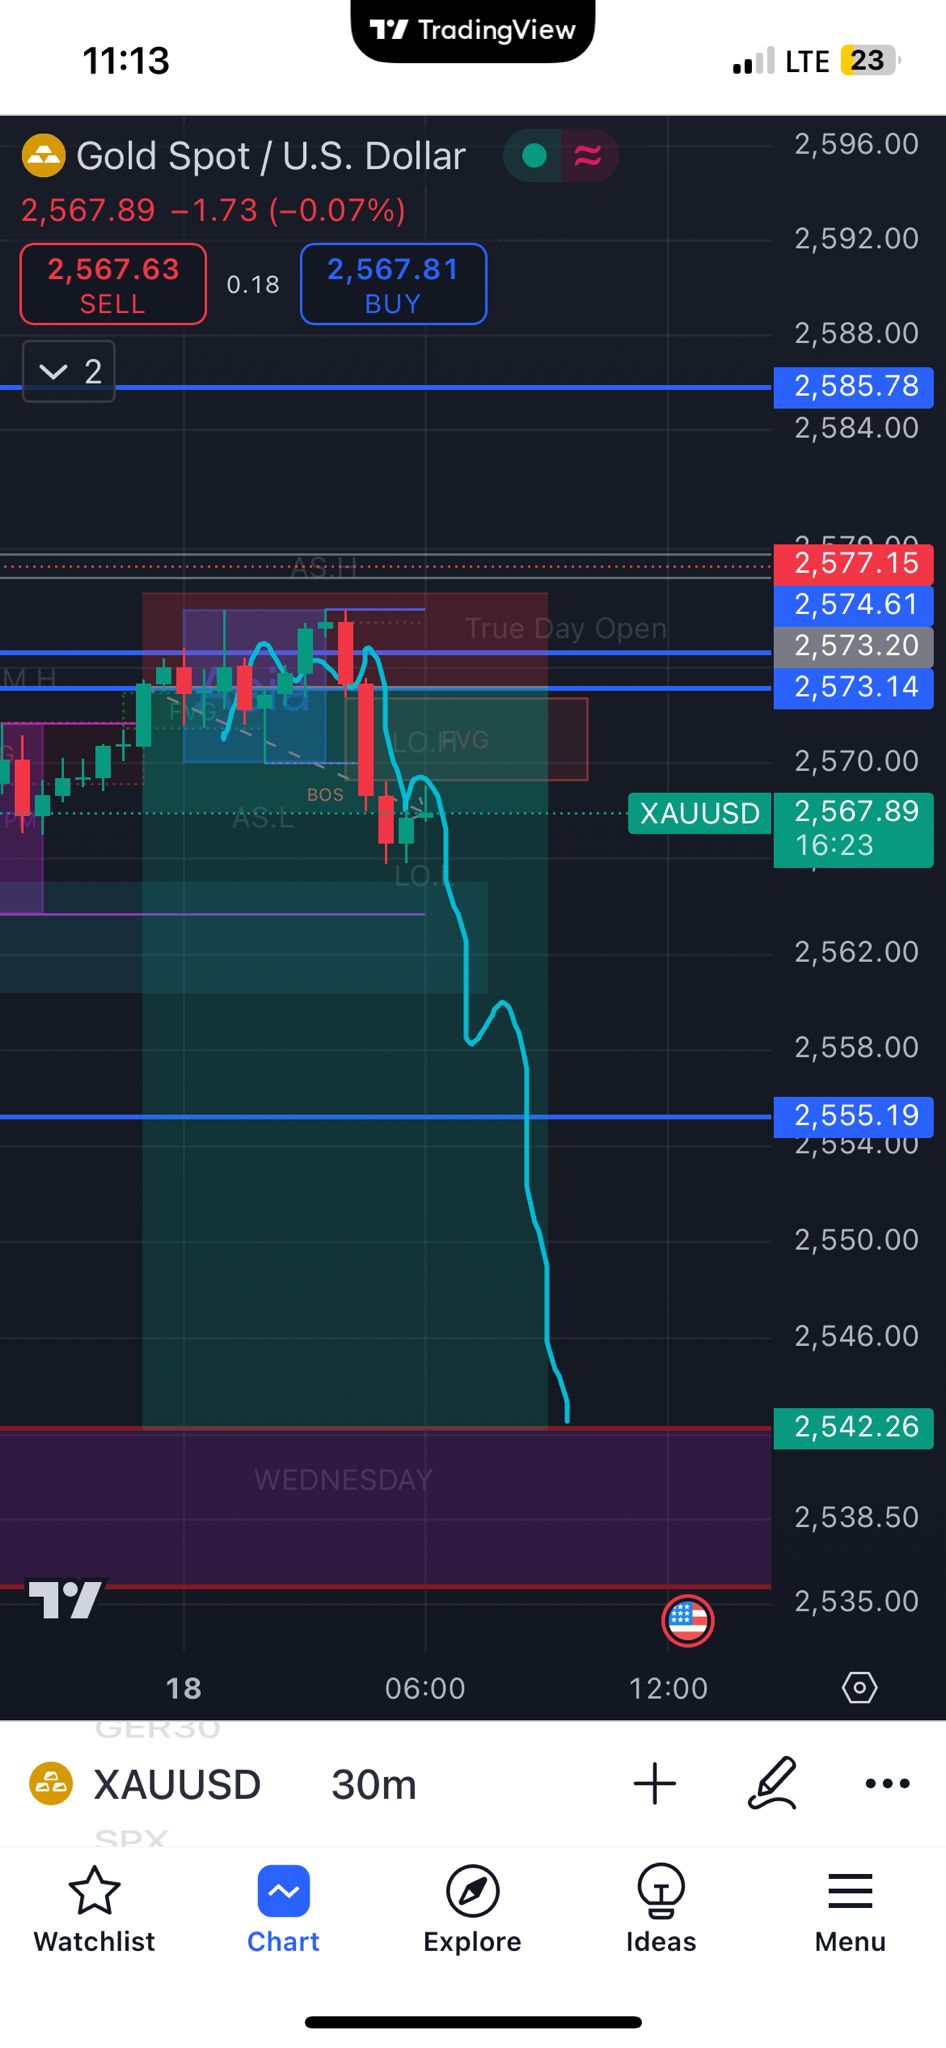 TradingView
11:13
LTE 23
Gold Spot / U.S. Dollar
2,567.89 −1.73 (−0.07%)
2,567.63
SELL
0.18
2,567.81
BUY
2
2,596.00
2,592.00
2,588.00
2,585.78
2,584.00
2,579.00
2,577.15
2,574.61
2,573.20
2,573.14
2,570.00
XAUUSD
2,567.89
16:23
2,562.00
2,558.00
2,555.19
2,554.00
2,550.00
2,546.00
2,542.26
2,538.50
2,535.00
AS.H
True Day Open
M H
Asia
FVG
G
LO.H
FVG
BOS
PM
AS.L
LO.L
WEDNESDAY
18
06:00
12:00
GER30
XAUUSD
30m
SPX
Watchlist
Chart
Explore
Ideas
Menu